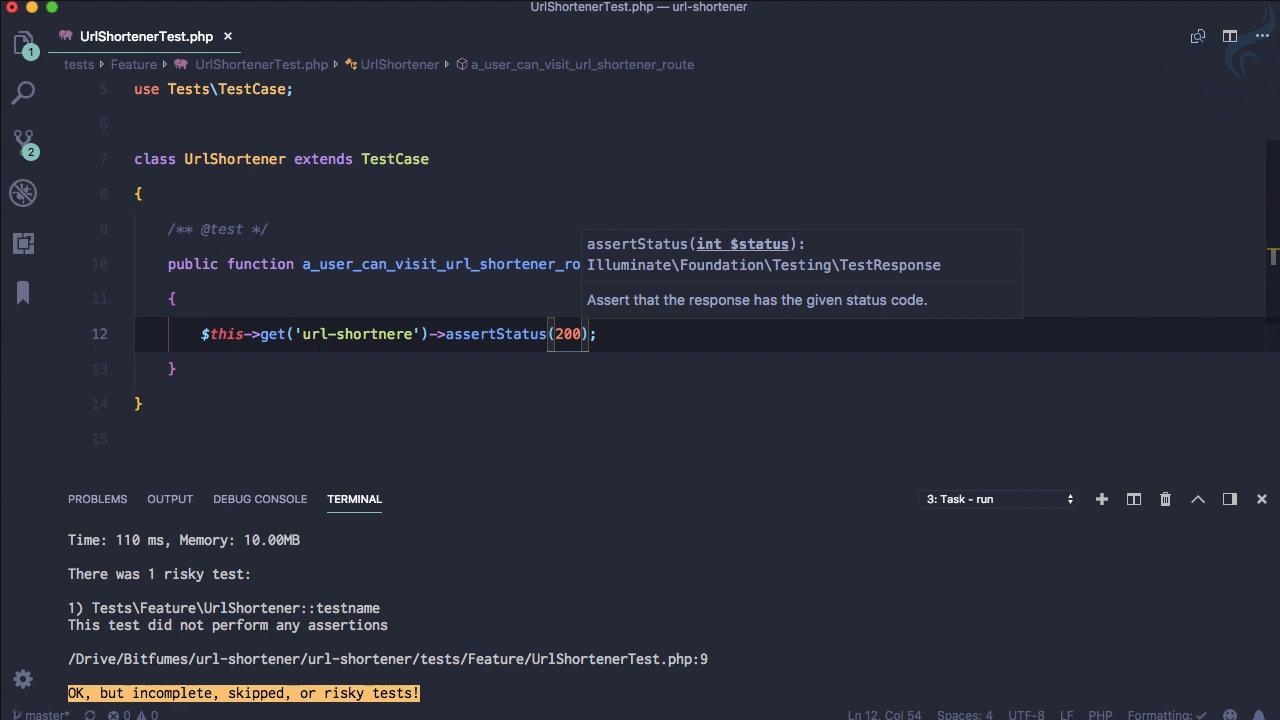 UrlShortenerTest.php — url-shortener
UrlShortenerTest.php ×
tests › Feature › UrlShortenerTest.php › UrlShortener › a_user_can_visit_url_shortener_route
5 use Tests\TestCase;
6
7 class UrlShortener extends TestCase
8 {
9 /** @test */
10 public function a_user_can_visit_url_shortener_ro
11 {
12 $this->get('url-shortnere')->assertStatus(200);
13 }
14 }
15
assertStatus(int $status):
Illuminate\Foundation\Testing\TestResponse
Assert that the response has the given status code.
1
2
PROBLEMS OUTPUT DEBUG CONSOLE TERMINAL 3: Task - run
Time: 110 ms, Memory: 10.00MB
There was 1 risky test:
1) Tests\Feature\UrlShortener::testname
This test did not perform any assertions
/Drive/Bitfumes/url-shortener/url-shortener/tests/Feature/UrlShortenerTest.php:9
OK, but incomplete, skipped, or risky tests!
master* 0 0 Ln 12, Col 54 Spaces: 4 UTF-8 LF PHP Formatting: ✓